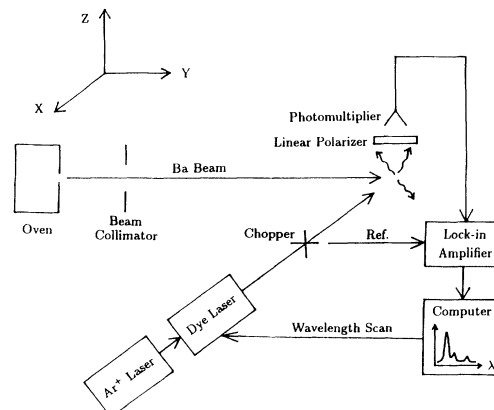 Z
Y
X
Photomultiplier
Linear Polarizer
Ba Beam
Oven
Beam
Collimator
Chopper
Ref.
Lock-in
Amplifier
Dye Laser
Ar⁺ Laser
Wavelength Scan
Computer
λ